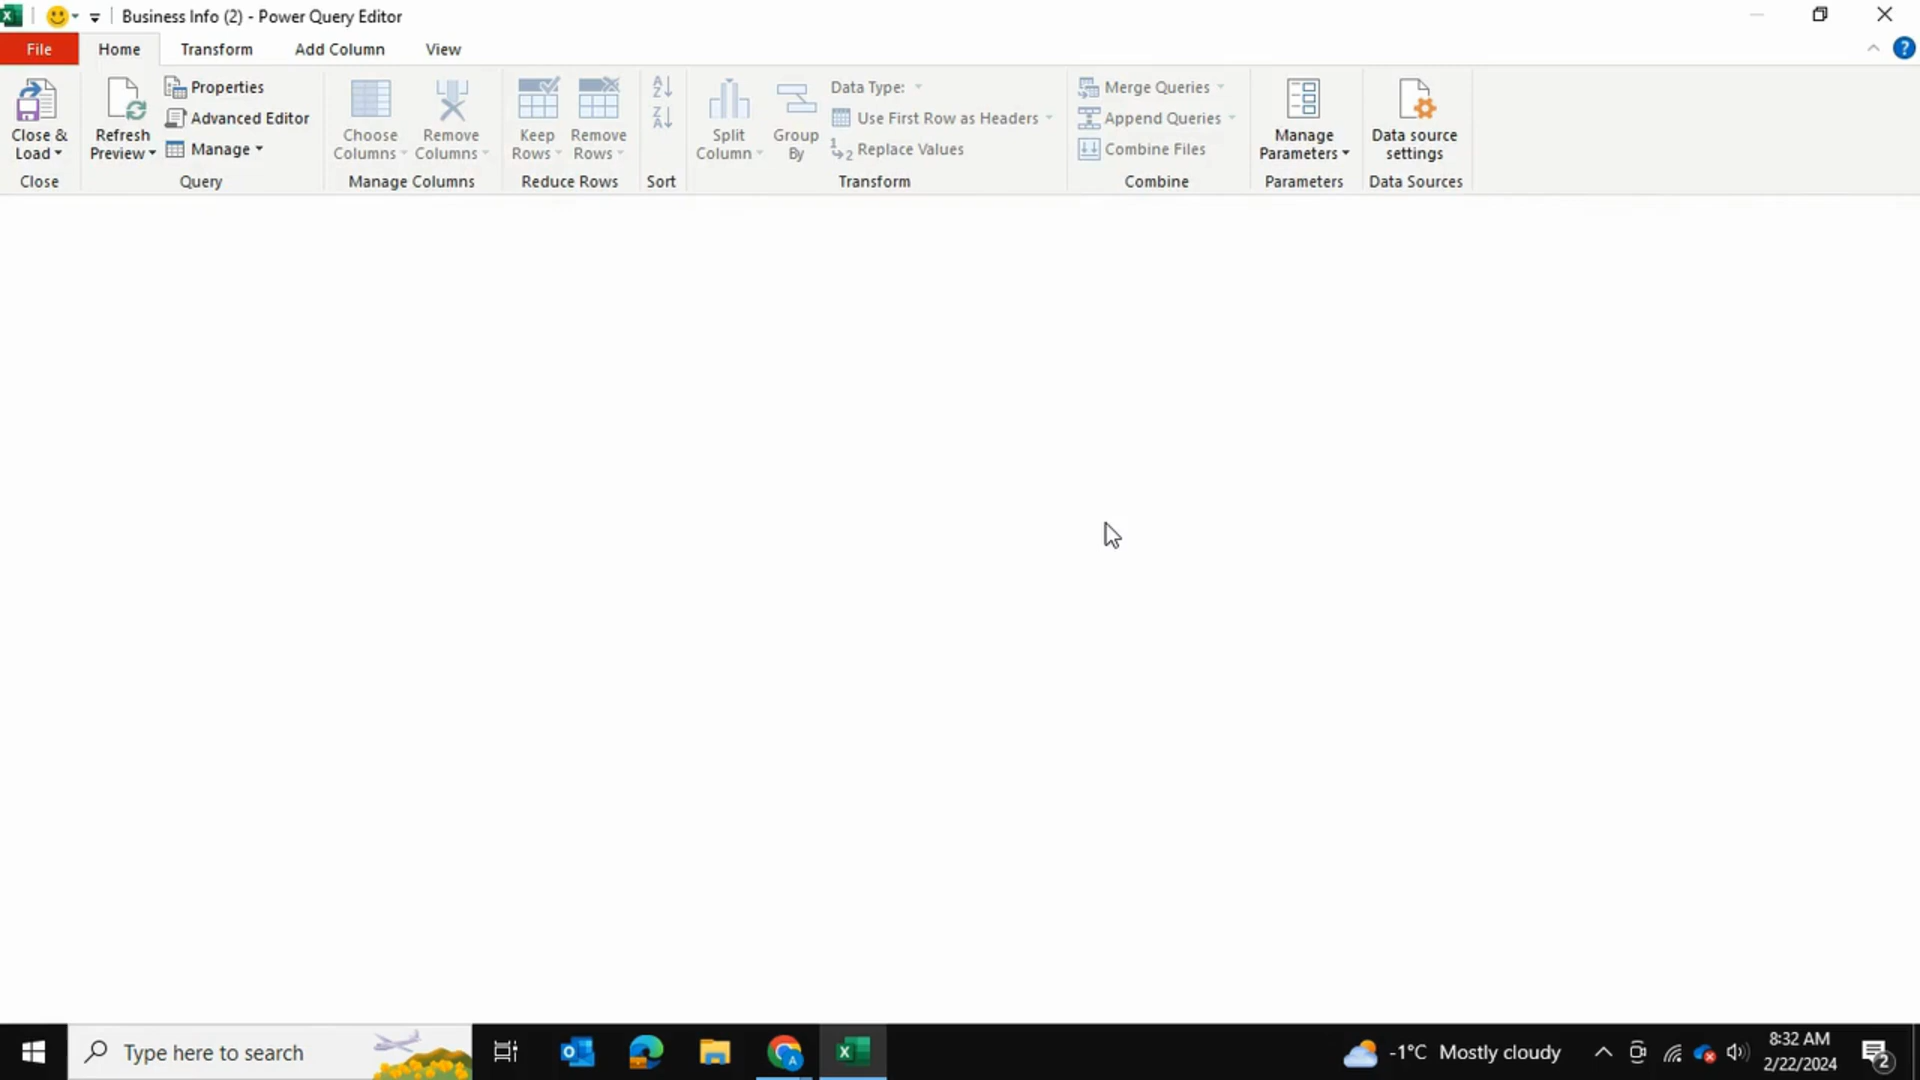 Business Info (2) - Power Query Editor
File Home Transform Add Column View
Close & Load
Refresh Preview
Properties
Advanced Editor
Manage
Choose Columns
Remove Columns
Keep Rows
Remove Rows
A Z
Z A
Split Column
Group By
Data Type:
Use First Row as Headers
1 2 Replace Values
Merge Queries
Append Queries
Combine Files
Manage Parameters
Data source settings
Close Query Manage Columns Reduce Rows Sort Transform Combine Parameters Data Sources
Type here to search
-1°C Mostly cloudy
8:32 AM
2/22/2024
2